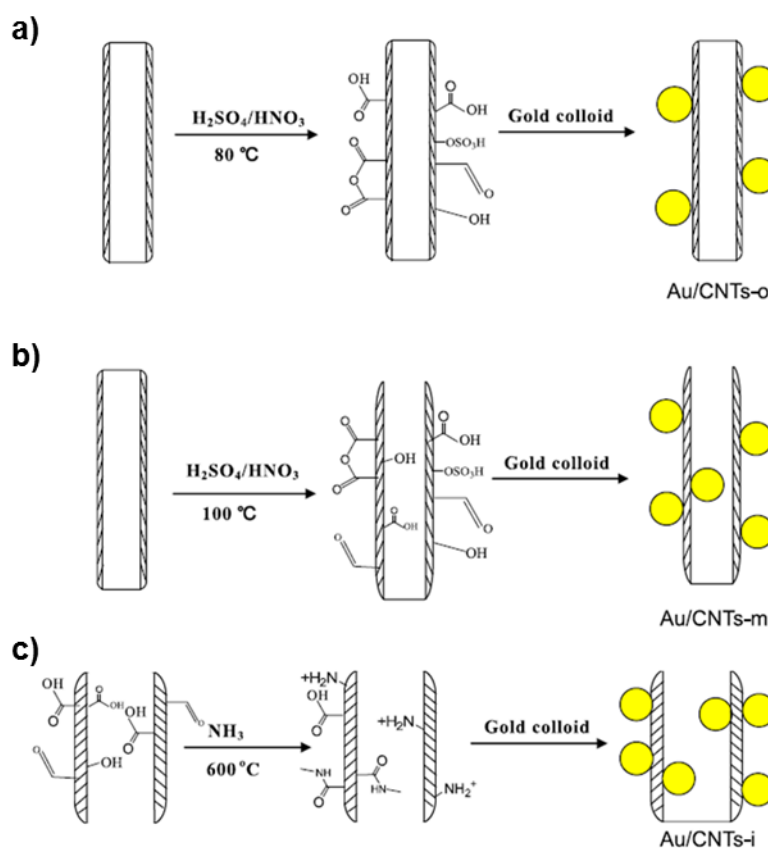 a)
OH
O
O
OH
H₂SO₄/HNO₃
80 ℃
OSO₃H
O
O
O
O
OH
Gold colloid
Au/CNTs-o
b)
O
O
O
OH
O
OH
H₂SO₄/HNO₃
100 ℃
OSO₃H
O
OH
O
O
OH
Gold colloid
Au/CNTs-m
c)
OH
O
O
OH
OH
O
O
O
OH
NH₃
600 °C
+H₂N
OH
O
+H₂N
NH
O
O
HN
NH₂⁺
Gold colloid
Au/CNTs-i